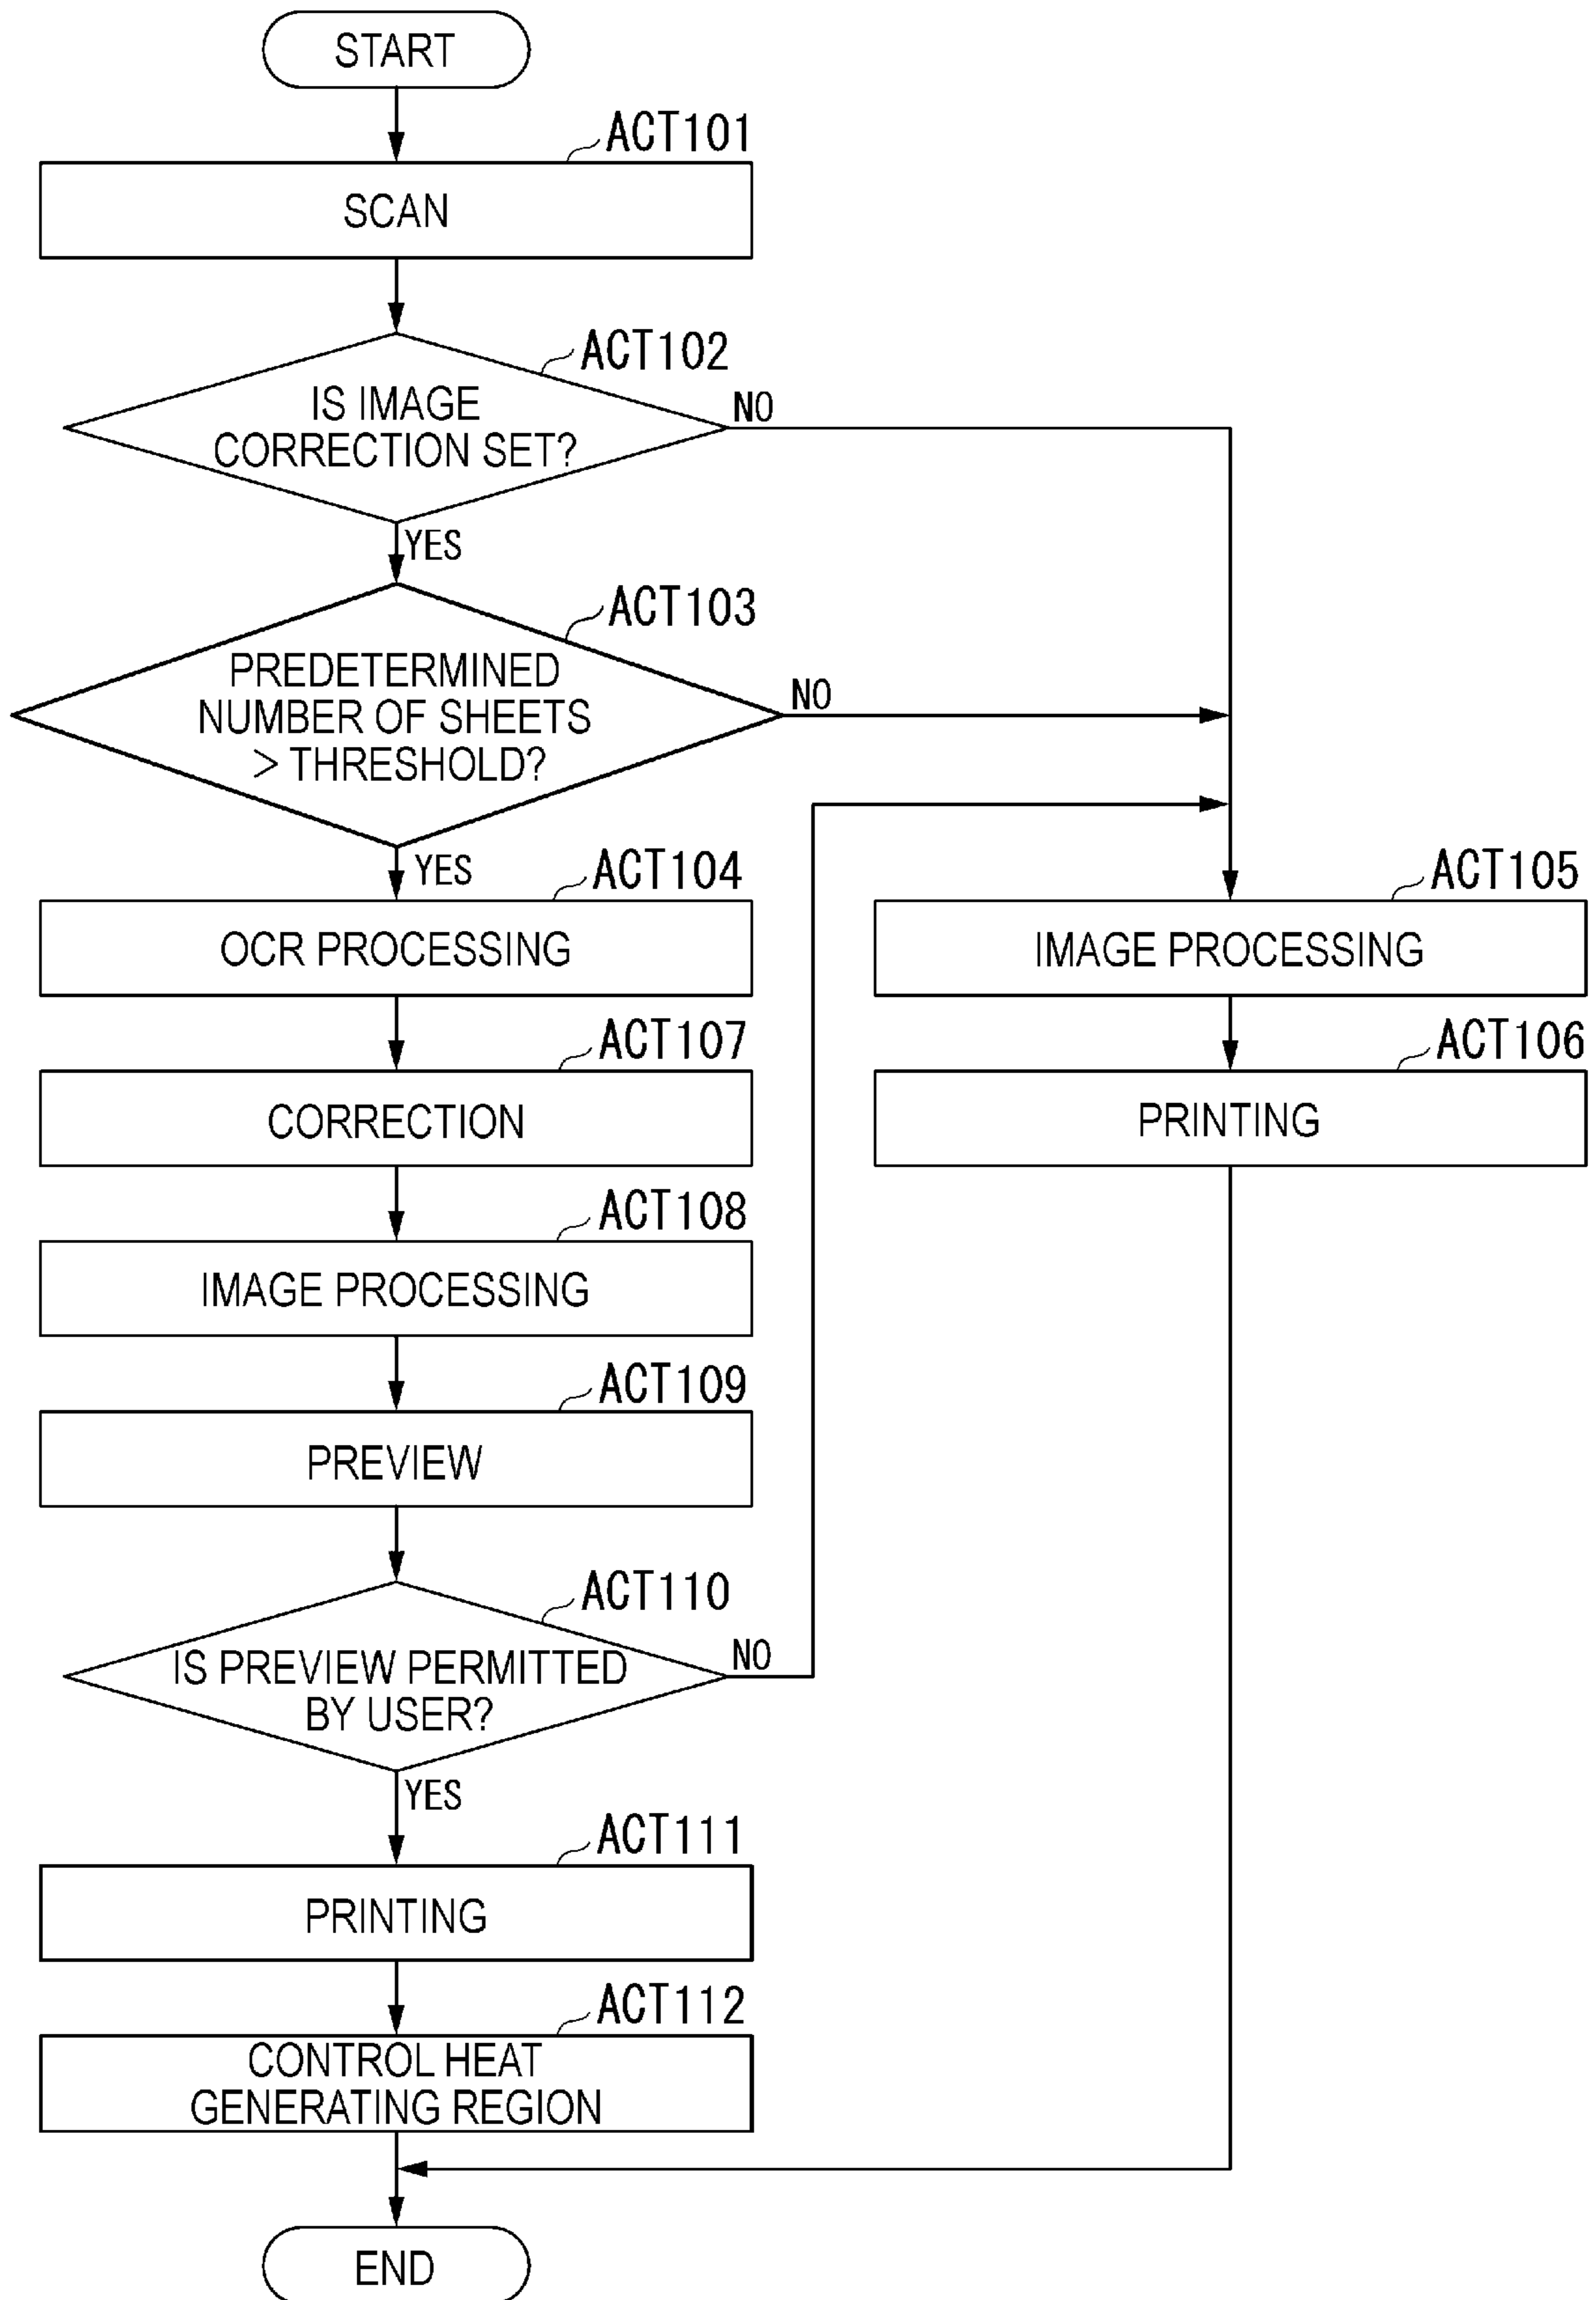 START
ACT101
SCAN
ACT102
IS IMAGE
CORRECTION SET?
NO
YES
ACT103
PREDETERMINED
NUMBER OF SHEETS
> THRESHOLD?
NO
YES
ACT104
OCR PROCESSING
ACT105
IMAGE PROCESSING
ACT107
CORRECTION
ACT106
PRINTING
ACT108
IMAGE PROCESSING
ACT109
PREVIEW
ACT110
IS PREVIEW PERMITTED
BY USER?
NO
YES
ACT111
PRINTING
ACT112
CONTROL HEAT
GENERATING REGION
END